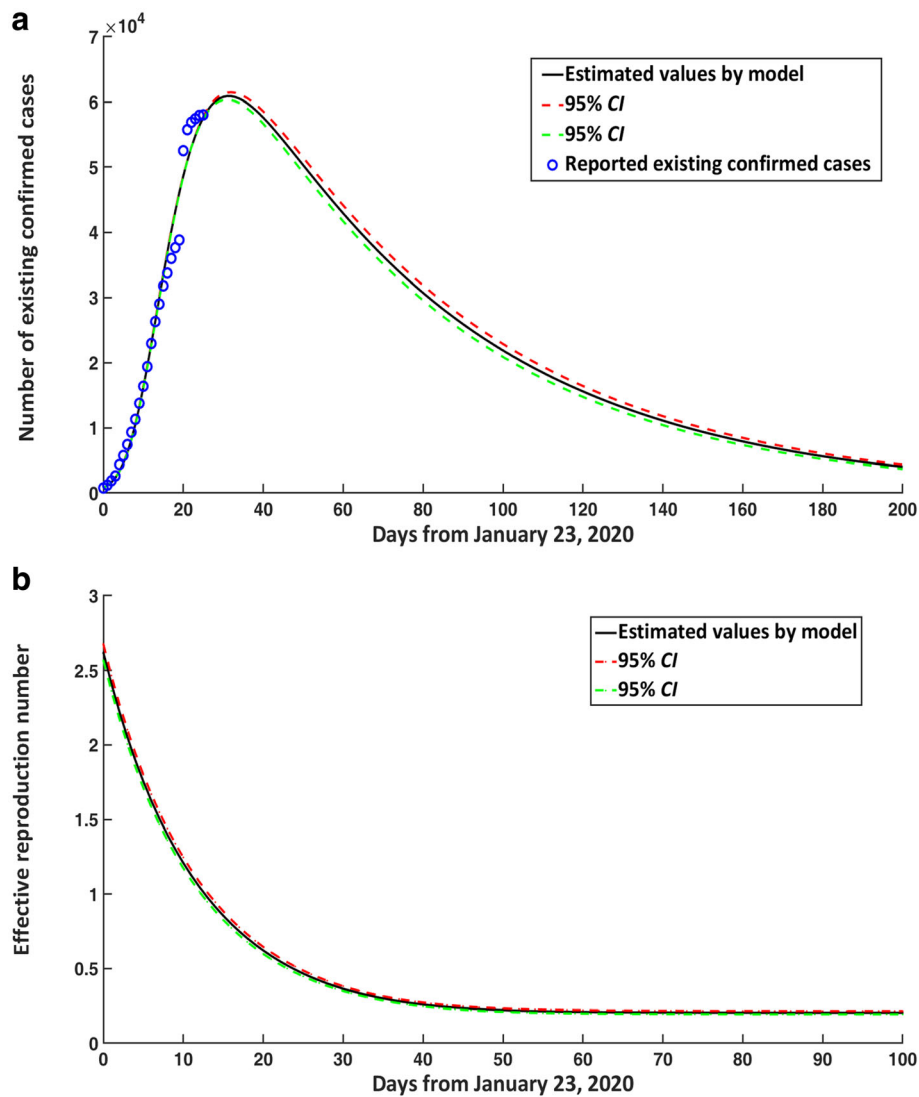 a
×10⁴
7
6
5
4
3
2
1
0
Number of existing confirmed cases
Estimated values by model
95% CI
95% CI
Reported existing confirmed cases
0 20 40 60 80 100 120 140 160 180 200
Days from January 23, 2020
b
3
2.5
2
1.5
1
0.5
0
Effective reproduction number
Estimated values by model
95% CI
95% CI
0 10 20 30 40 50 60 70 80 90 100
Days from January 23, 2020